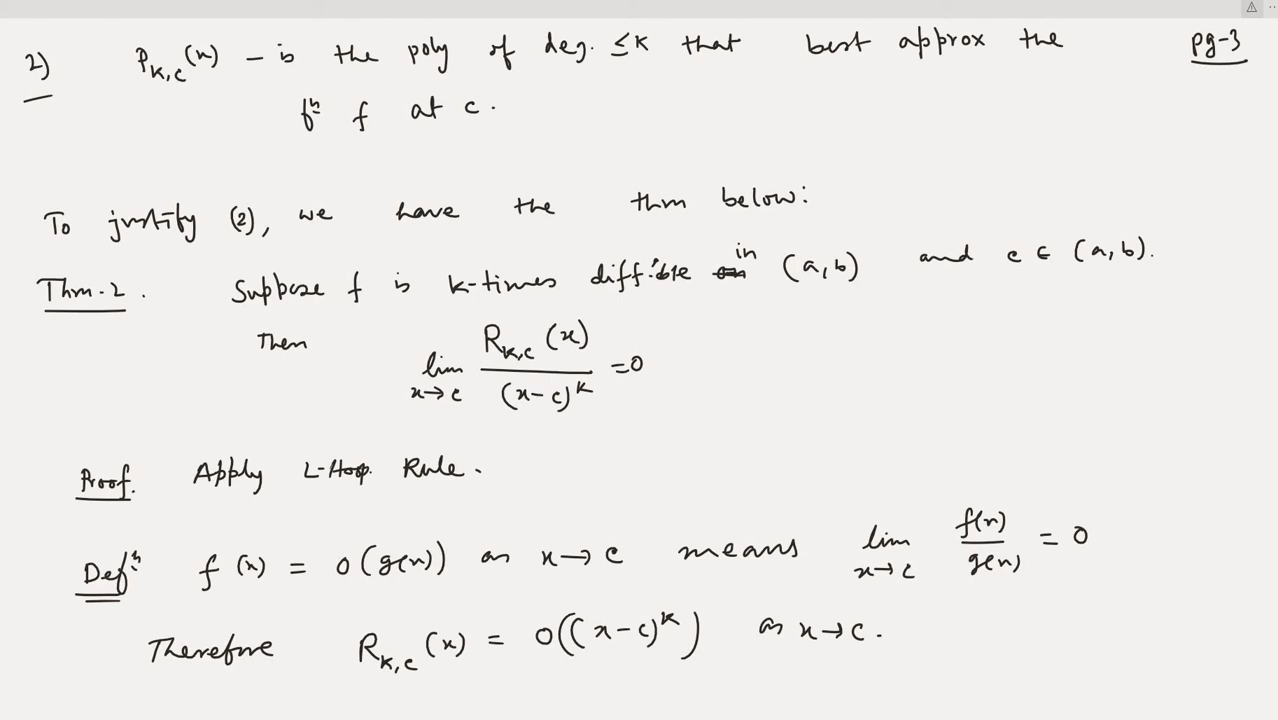 2) P_{K,c}(x) – is the poly of deg. ≤K that best approx the pg-3
fⁿ f at c.
To justify (2), we have the thm below:
Thm-2. Suppose f is k-times diff'ble in (a,b) and c ∈ (a,b).
Then lim_{x→c} R_{K,c}(x)/(x-c)^K = 0
Proof. Apply L-Hop. Rule.
Defⁿ f(x) = o(g(x)) as x→c means lim_{x→c} f(x)/g(x) = 0
Therefore R_{K,c}(x) = o((x-c)^K) as x→c.